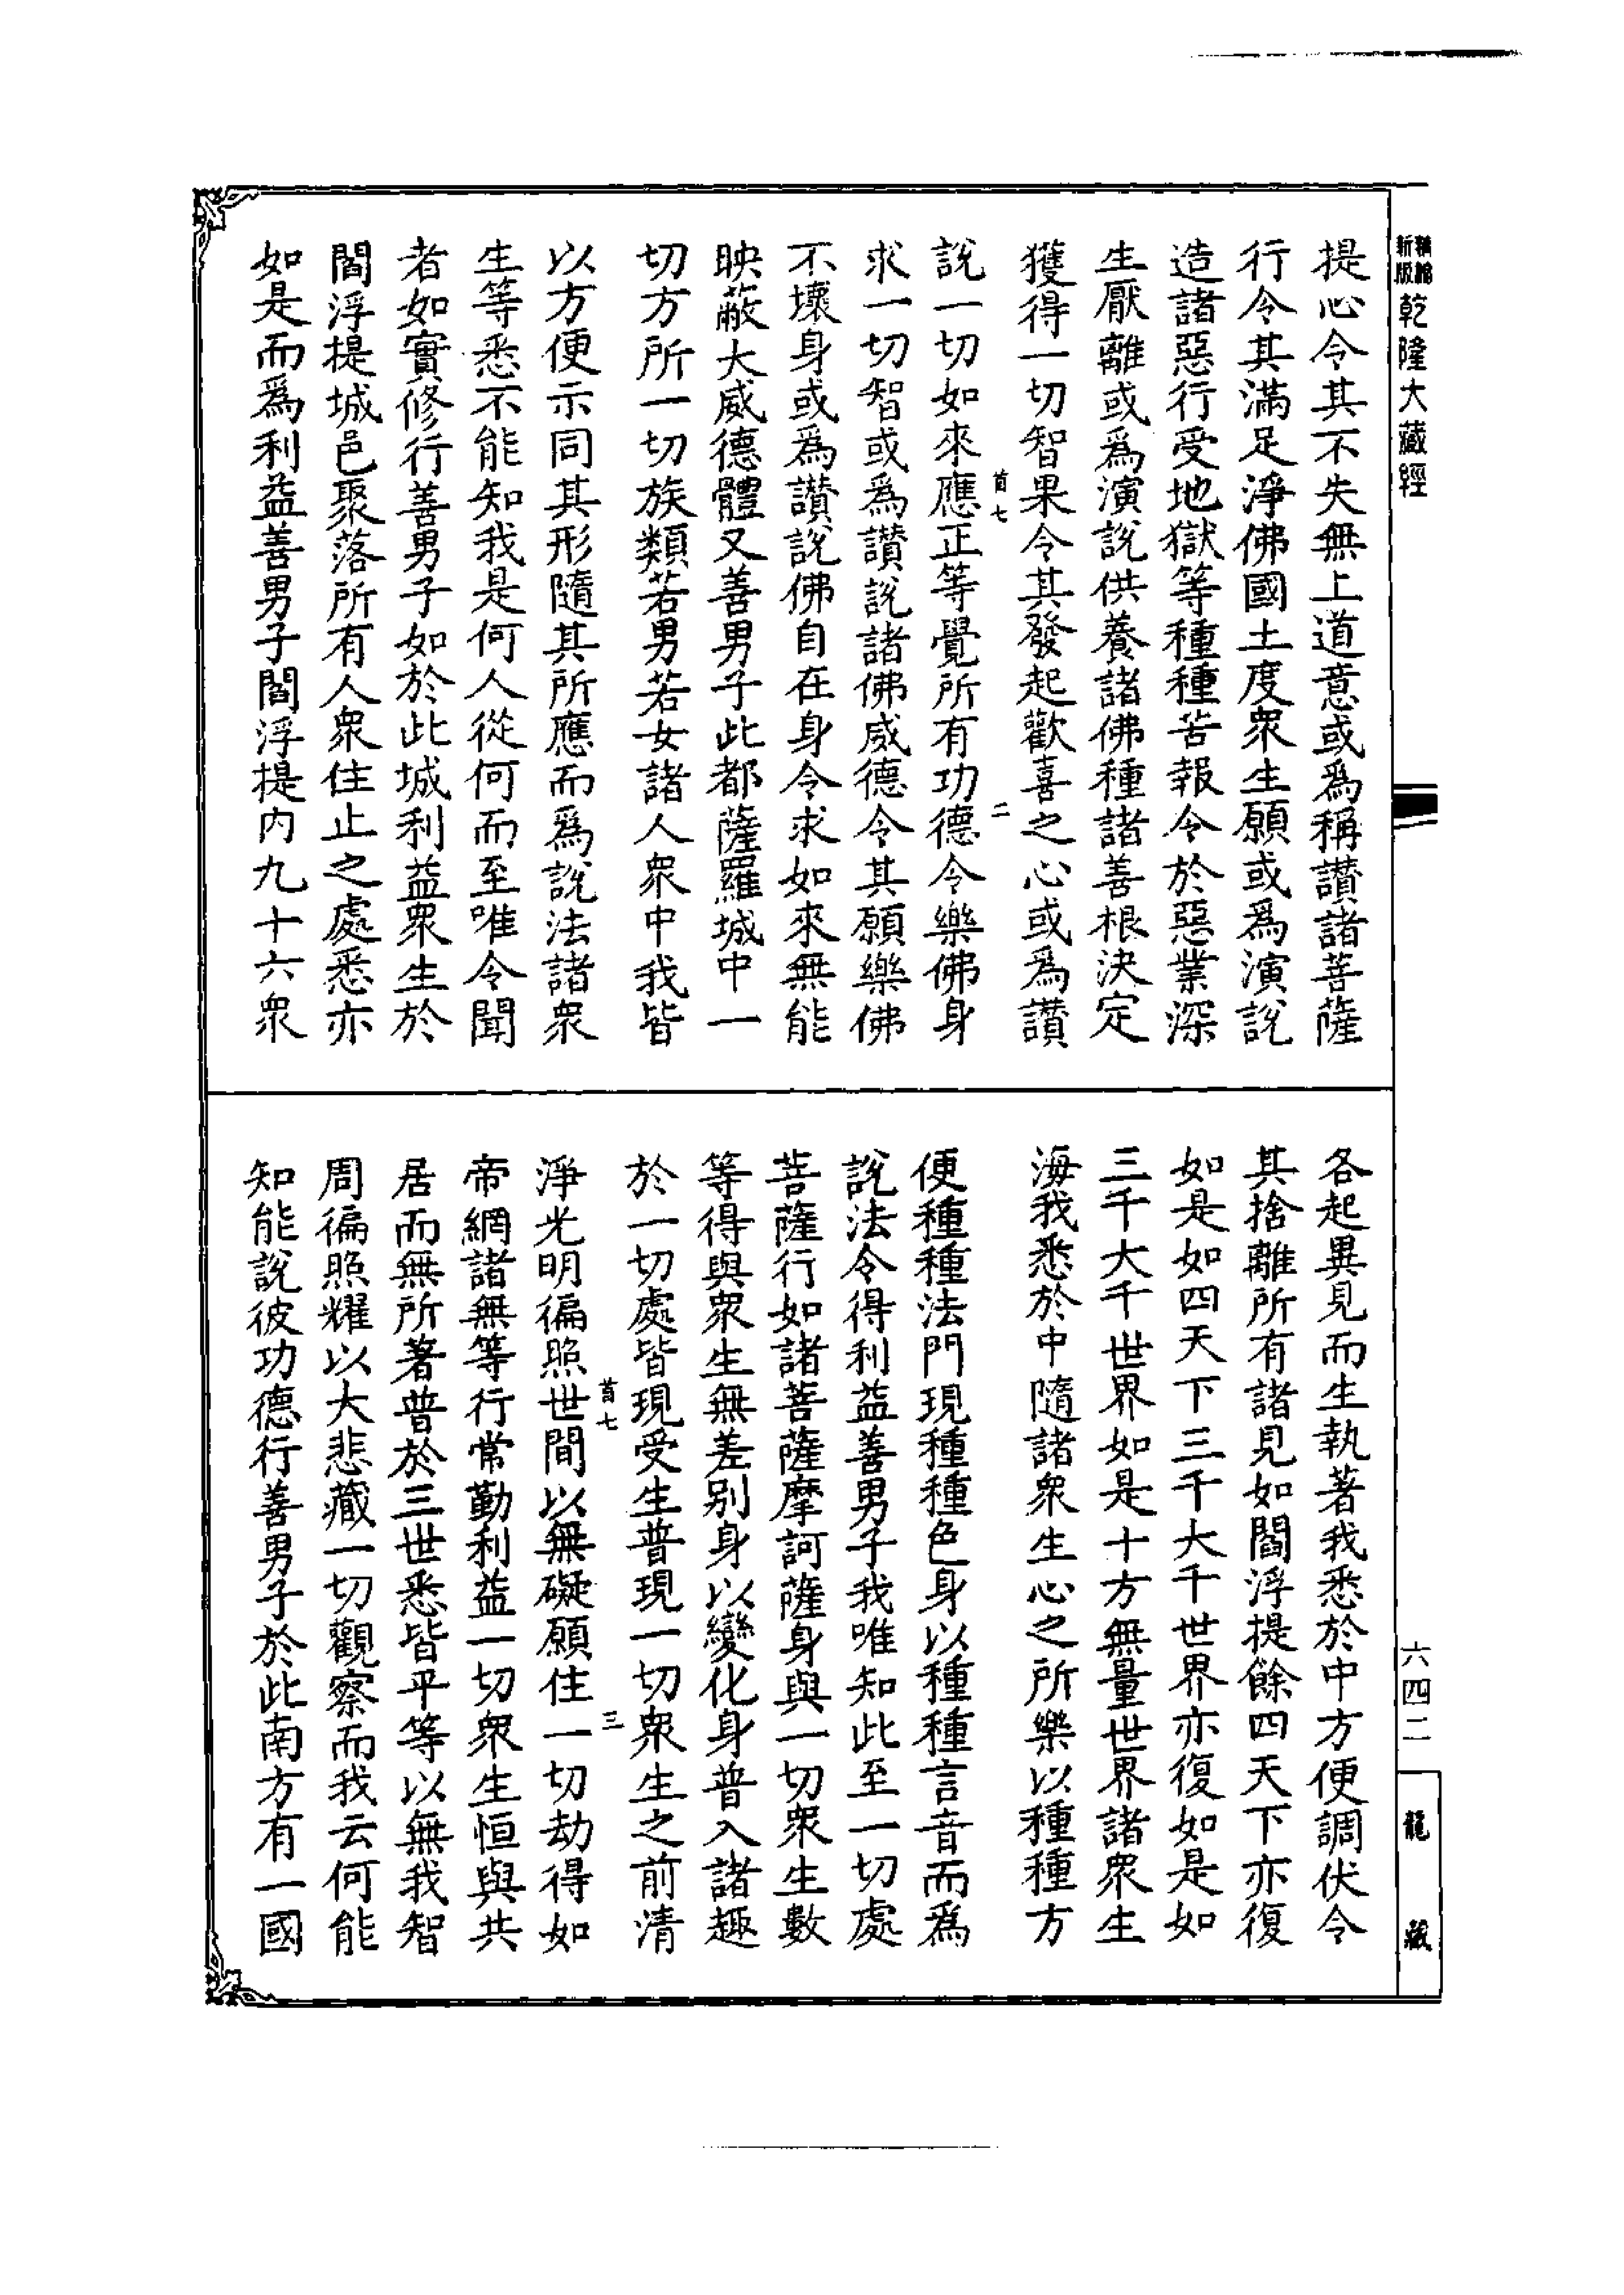 乾隆大藏經
提心令其不失無上道意或爲稱讃諸菩薩
行令其滿足淨佛國土度衆生願或爲演說
造諸惡行受地獄等種種苦報令於惡業深
生厭離或爲演說供養諸佛種諸善根決定
獲得一切智果令其發起歡喜之心或爲讃
首七
二
說一切如來應正等覺所有功德令樂佛身
求一切智或爲讃說諸佛威德令其願樂佛
不壞身或爲讃說佛自在身令求如來無能
映蔽大威德體又善男子此都薩羅城中一
切方所一切族類若男若女諸人衆中我皆
以方便示同其形隨其所應而爲說法諸衆
生等悉不能知我是何人從何而至唯令聞
者如實修行善男子如於此城利益衆生於
閻浮提城邑聚落所有人衆住止之處悉亦
如是而爲利益善男子閻浮提内九十六衆
各起異見而生執著我悉於中方便調伏令
其捨離所有諸見如閻浮提餘四天下亦復
如是如四天下三千大千世界亦復如是如
三千大千世界如是十方無量世界諸衆生
海我悉於中隨諸衆生心之所樂以種種方
便種種法門現種種色身以種種言音而爲
說法令得利益善男子我唯知此至一切處
菩薩行如諸菩薩摩訶薩身與一切衆生數
等得與衆生無差别身以變化身普入諸趣
於一切處皆現受生普現一切衆生之前清
首七
三
淨光明徧照世間以無礙願住一切劫得如
帝網諸無等行常勤利益一切衆生恒與共
居而無所著普於三世悉皆平等以無我智
周徧照耀以大悲藏一切觀察而我云何能
知能說彼功德行善男子於此南方有一國
六四二
龍藏